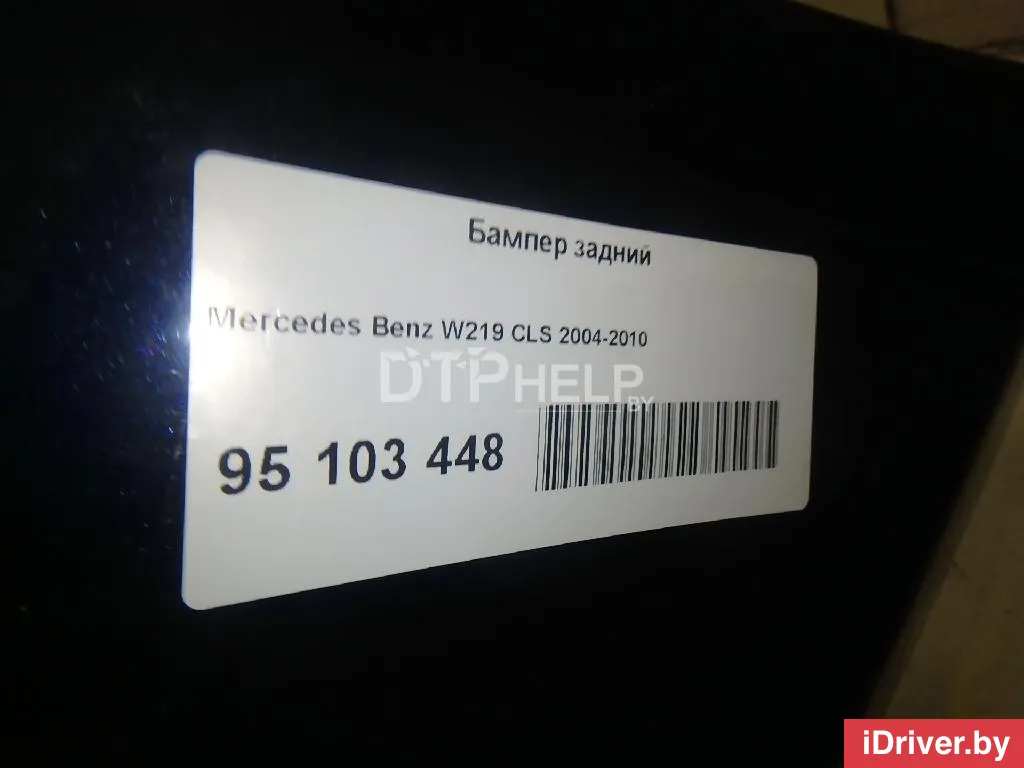 Бампер задний
Mercedes Benz W219 CLS 2004-2010
DTPHELP
BY
95 103 448
iDriver.by